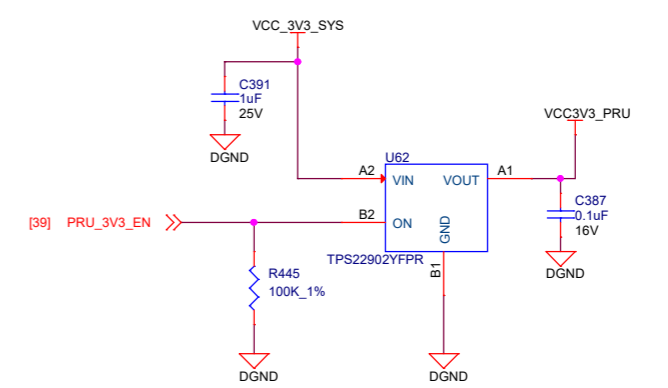 VCC_3V3_SYS
C391
1uF
25V
DGND
VCC3V3_PRU
U62
A2
VIN
VOUT
A1
[39] PRU_3V3_EN
B2
ON
GND
C387
0.1uF
16V
TPS22902YFPR
B1
DGND
R445
100K_1%
DGND
DGND